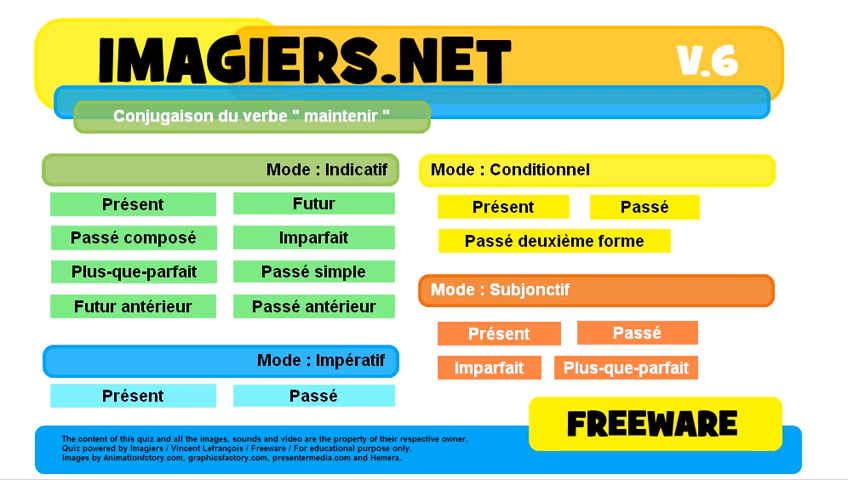 IMAGIERS.NET
V.6
Conjugaison du verbe " maintenir "
Mode : Indicatif
Présent
Futur
Passé composé
Imparfait
Plus-que-parfait
Passé simple
Futur antérieur
Passé antérieur
Mode : Impératif
Présent
Passé
Mode : Conditionnel
Présent
Passé
Passé deuxième forme
Mode : Subjonctif
Présent
Passé
Imparfait
Plus-que-parfait
FREEWARE
The content of this quiz and all the images, sounds and video are the property of their respective owner.
Quiz powered by Imagiers / Vincent Lefrançois / Freeware / For educational purpose only.
Images by Animationfctory.com, graphicsfactory.com, presentermedia.com and Hemera.